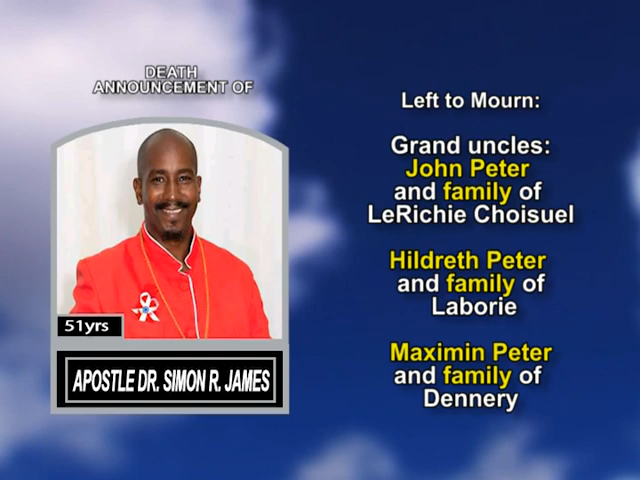 DEATH
ANNOUNCEMENT OF
51yrs
APOSTLE DR. SIMON R. JAMES
Left to Mourn:
Grand uncles:
John Peter
and family of
LeRichie Choisuel
Hildreth Peter
and family of
Laborie
Maximin Peter
and family of
Dennery